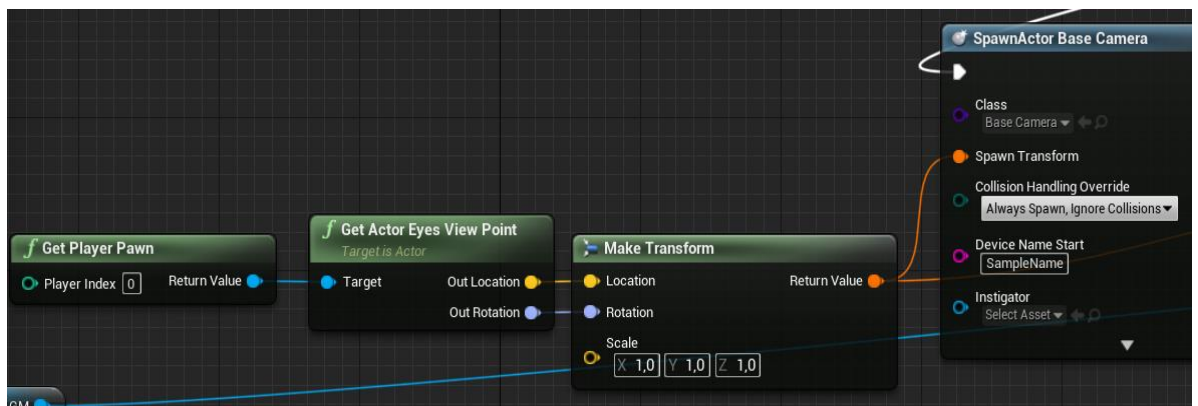 SpawnActor Base Camera
Class
Base Camera
Spawn Transform
Collision Handling Override
Always Spawn, Ignore Collisions
Device Name Start
SampleName
Instigator
Select Asset
f Get Player Pawn
Player Index 0 Return Value
f Get Actor Eyes View Point
Target is Actor
Target Out Location
Out Rotation
Make Transform
Location Return Value
Rotation
Scale
X 1,0 Y 1,0 Z 1,0
GM